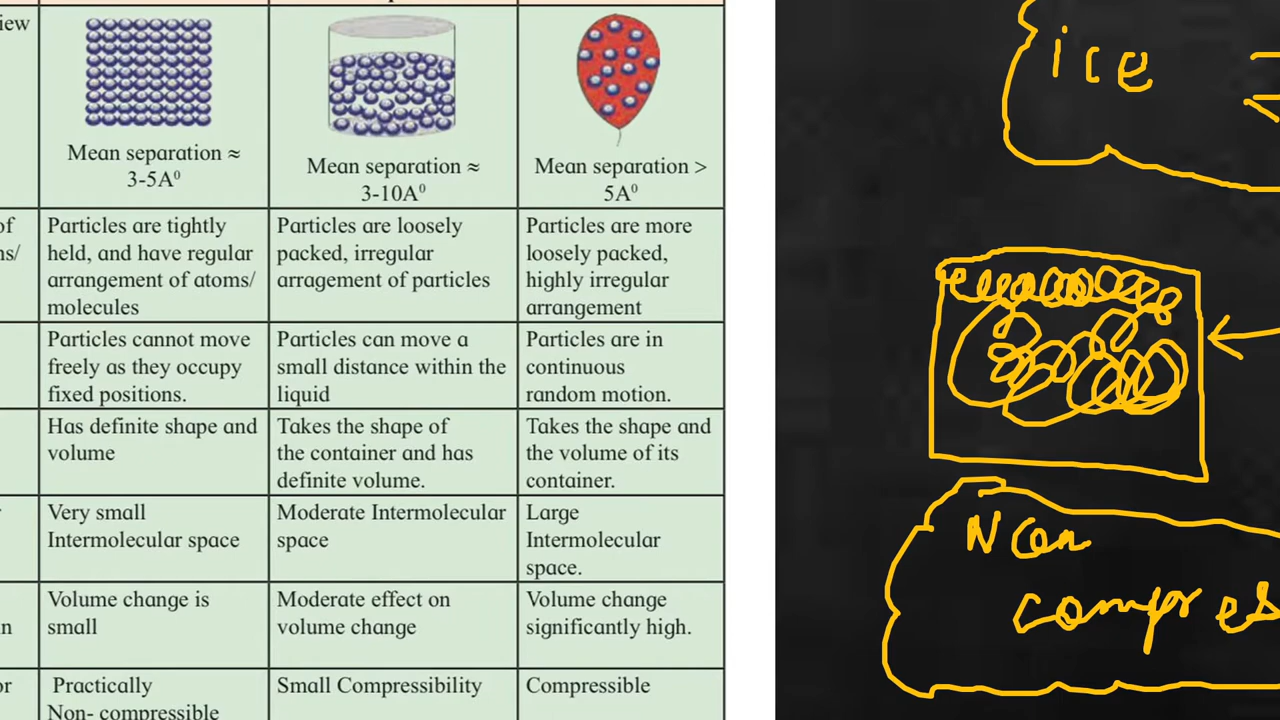 iew
Mean separation ≈
3-5A⁰
Mean separation ≈
3-10A⁰
Mean separation >
5A⁰
of
ns/
Particles are tightly
held, and have regular
arrangement of atoms/
molecules
Particles are loosely
packed, irregular
arragement of particles
Particles are more
loosely packed,
highly irregular
arrangement
Particles cannot move
freely as they occupy
fixed positions.
Particles can move a
small distance within the
liquid
Particles are in
continuous
random motion.
Has definite shape and
volume
Takes the shape of
the container and has
definite volume.
Takes the shape and
the volume of its
container.
Very small
Intermolecular space
Moderate Intermolecular
space
Large
Intermolecular
space.
in
Volume change is
small
Moderate effect on
volume change
Volume change
significantly high.
or
Practically
Non- compressible
Small Compressibility
Compressible
ice
Non
compres